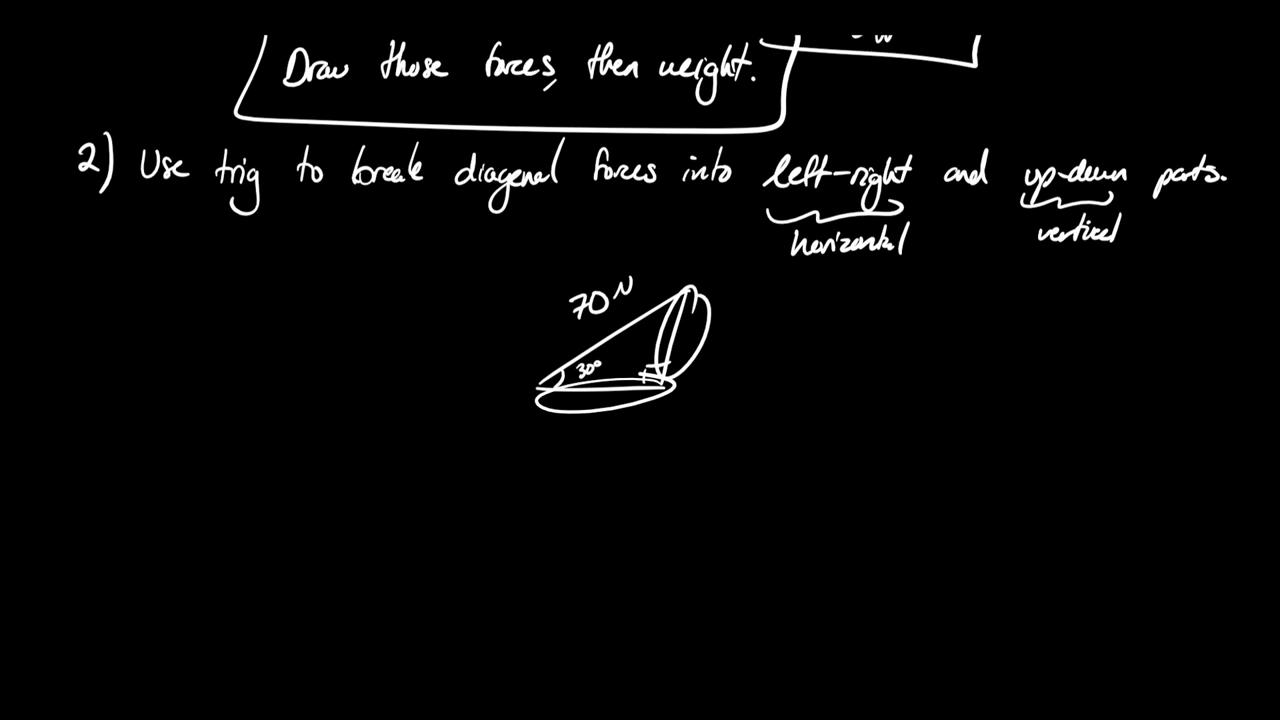 Draw those forces, then weight.
2) Use trig to break diagonal forces into left-right and up-down parts.
horizontal
vertical
70 N
30°